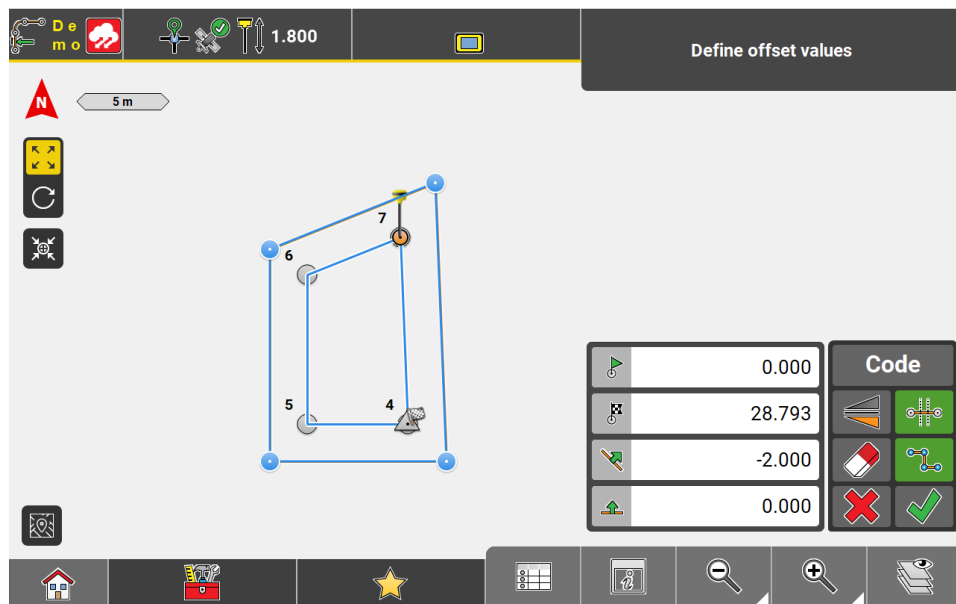 De
mo
1.800
Define offset values
N
5 m
7
6
5
4
0.000
28.793
-2.000
0.000
Code